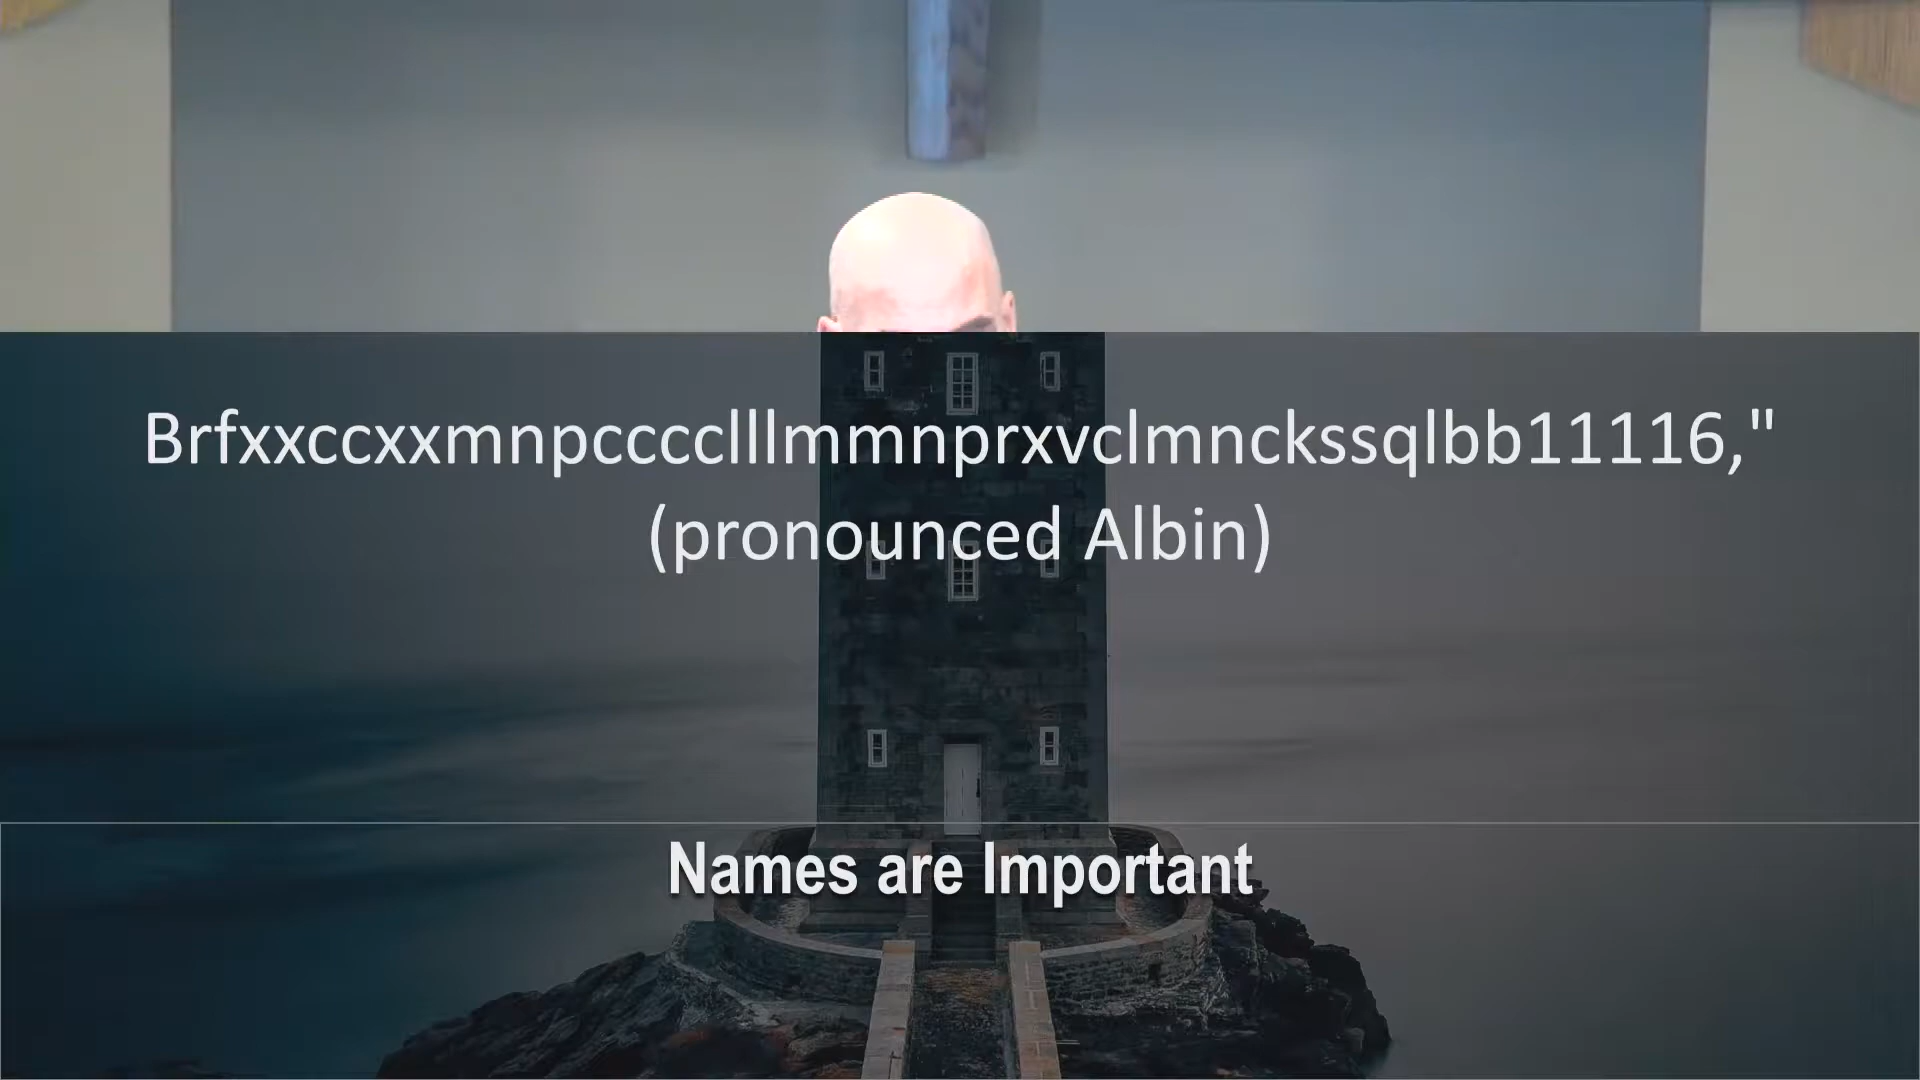 Brfxxccxxmnpcccclllmmnprxvclmnckssqlbb11116,"
(pronounced Albin)
Names are Important